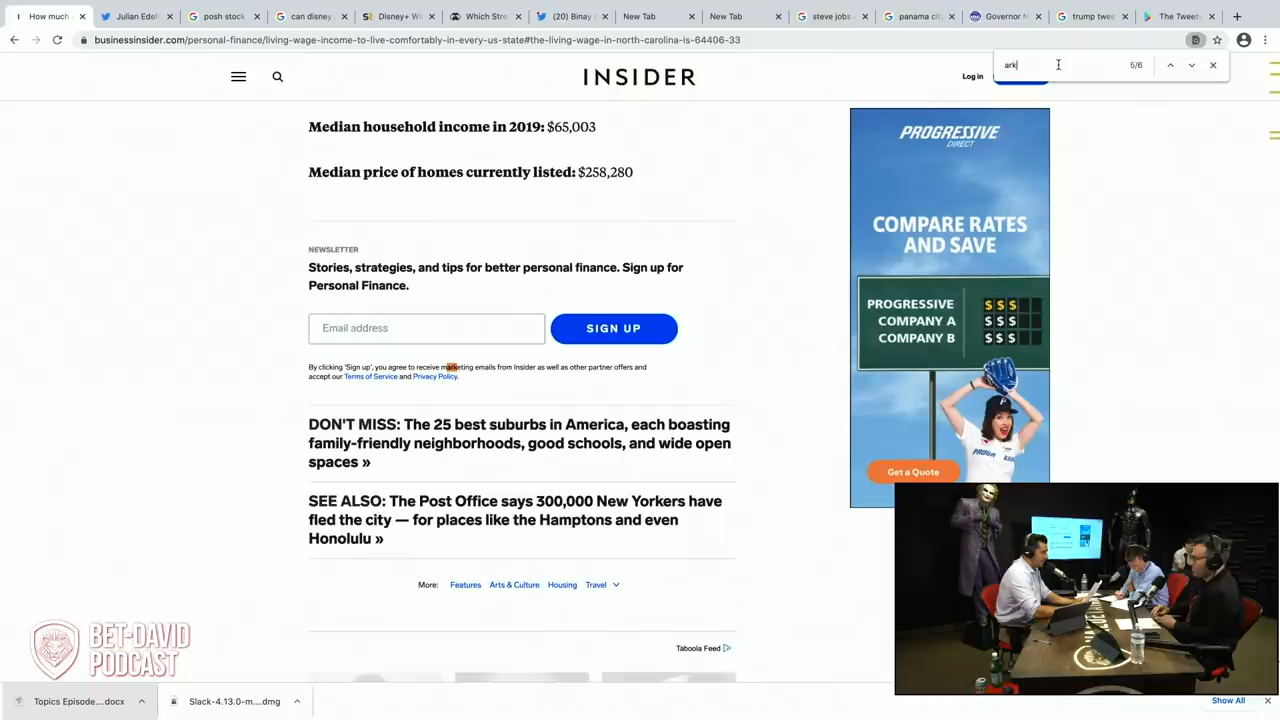 How much
Julian Edel
posh stock
can disney
Disney+ Wi
Which Stre
(20) Binay
New Tab
New Tab
steve jobs
panama ci
Governor N
trump twe
The Tweets
businessinsider.com/personal-finance/living-wage-income-to-live-comfortably-in-every-us-state#the-living-wage-in-north-carolina-is-64406-33
ark
5/6
INSIDER
Log in
Median household income in 2019: $65,003
Median price of homes currently listed: $258,280
NEWSLETTER
Stories, strategies, and tips for better personal finance. Sign up for
Personal Finance.
Email address
SIGN UP
By clicking 'Sign up', you agree to receive marketing emails from Insider as well as other partner offers and
accept our Terms of Service and Privacy Policy.
DON'T MISS: The 25 best suburbs in America, each boasting
family-friendly neighborhoods, good schools, and wide open
spaces »
SEE ALSO: The Post Office says 300,000 New Yorkers have
fled the city — for places like the Hamptons and even
Honolulu »
More: Features Arts & Culture Housing Travel
Taboola Feed
PROGRESSIVE
DIRECT
COMPARE RATES
AND SAVE
PROGRESSIVE $ $ $
COMPANY A $ $ $
COMPANY B $ $ $
Get a Quote
BET-DAVID
PODCAST
Topics Episode....docx
Slack-4.13.0-m....dmg
Show All